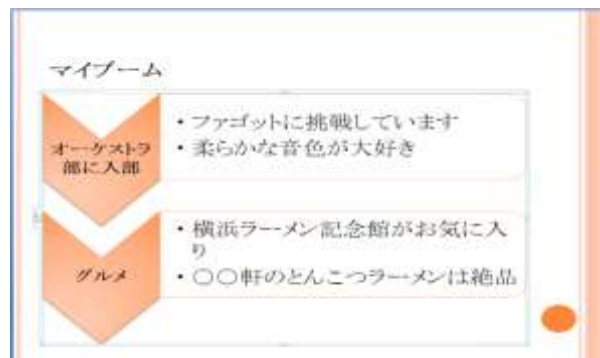 マイブーム
オーケストラ
部に入部
・ファゴットに挑戦しています
・柔らかな音色が大好き
グルメ
・横浜ラーメン記念館がお気に入
り
・〇〇軒のとんこつラーメンは絶品